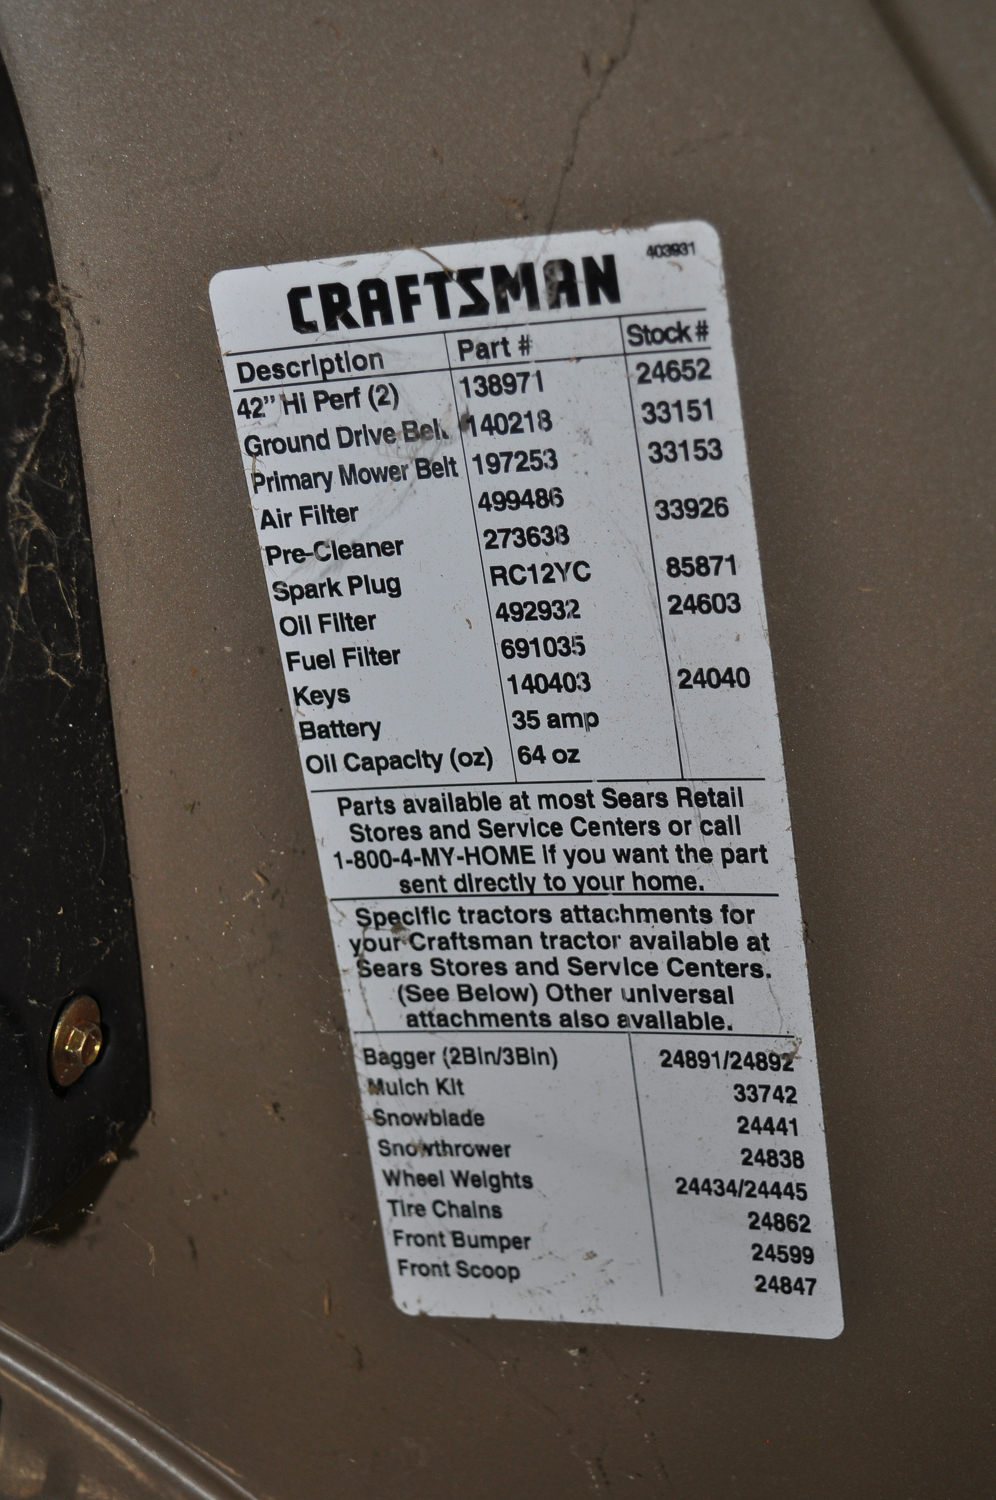 403931
CRAFTSMAN
Description Part # Stock #
42" Hi Perf (2) 138971 24652
Ground Drive Belt 140218 33151
Primary Mower Belt 197253 33153
Air Filter 499486 33926
Pre-Cleaner 273638
Spark Plug RC12YC 85871
Oil Filter 492932 24603
Fuel Filter 691035
Keys 140403 24040
Battery 35 amp
Oil Capacity (oz) 64 oz
Parts available at most Sears Retail
Stores and Service Centers or call
1-800-4-MY-HOME if you want the part
sent directly to your home.
Specific tractors attachments for
your Craftsman tractor available at
Sears Stores and Service Centers.
(See Below) Other universal
attachments also available.
Bagger (2Bin/3Bin) 24891/24892
Mulch Kit 33742
Snowblade 24441
Snowthrower 24838
Wheel Weights 24434/24445
Tire Chains 24862
Front Bumper 24599
Front Scoop 24847